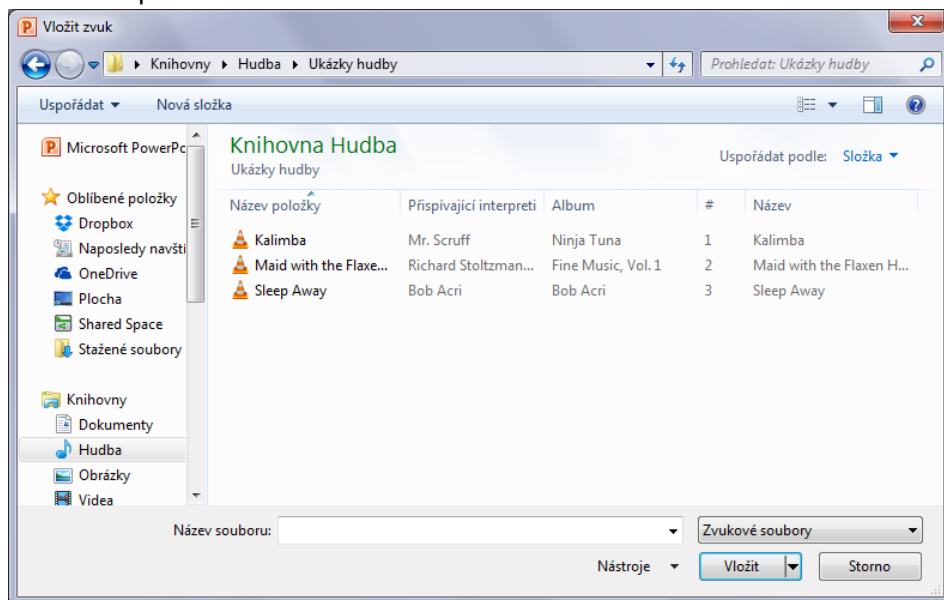 Vložit zvuk
Knihovny ▸ Hudba ▸ Ukázky hudby
Prohledat: Ukázky hudby
Uspořádat Nová složka
Microsoft PowerPc
Oblíbené položky
Dropbox
Naposledy navšti
OneDrive
Plocha
Shared Space
Stažené soubory
Knihovny
Dokumenty
Hudba
Obrázky
Videa
Knihovna Hudba
Ukázky hudby
Uspořádat podle: Složka
Název položky Přispívající interpreti Album # Název
Kalimba Mr. Scruff Ninja Tuna 1 Kalimba
Maid with the Flaxe... Richard Stoltzman... Fine Music, Vol. 1 2 Maid with the Flaxen H...
Sleep Away Bob Acri Bob Acri 3 Sleep Away
Název souboru:
Zvukové soubory
Nástroje Vložit Storno